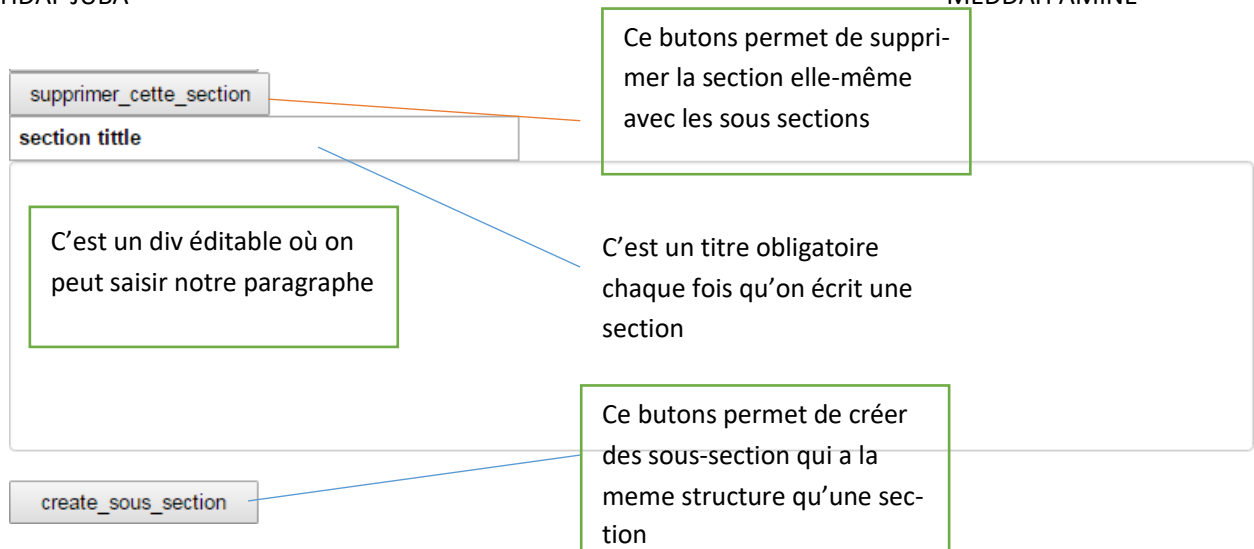 Ce butons permet de suppri-
mer la section elle-même
avec les sous sections
supprimer_cette_section
section tittle
C'est un div éditable où on
peut saisir notre paragraphe
C'est un titre obligatoire
chaque fois qu'on écrit une
section
Ce butons permet de créer
des sous-section qui a la
meme structure qu'une sec-
tion
create_sous_section